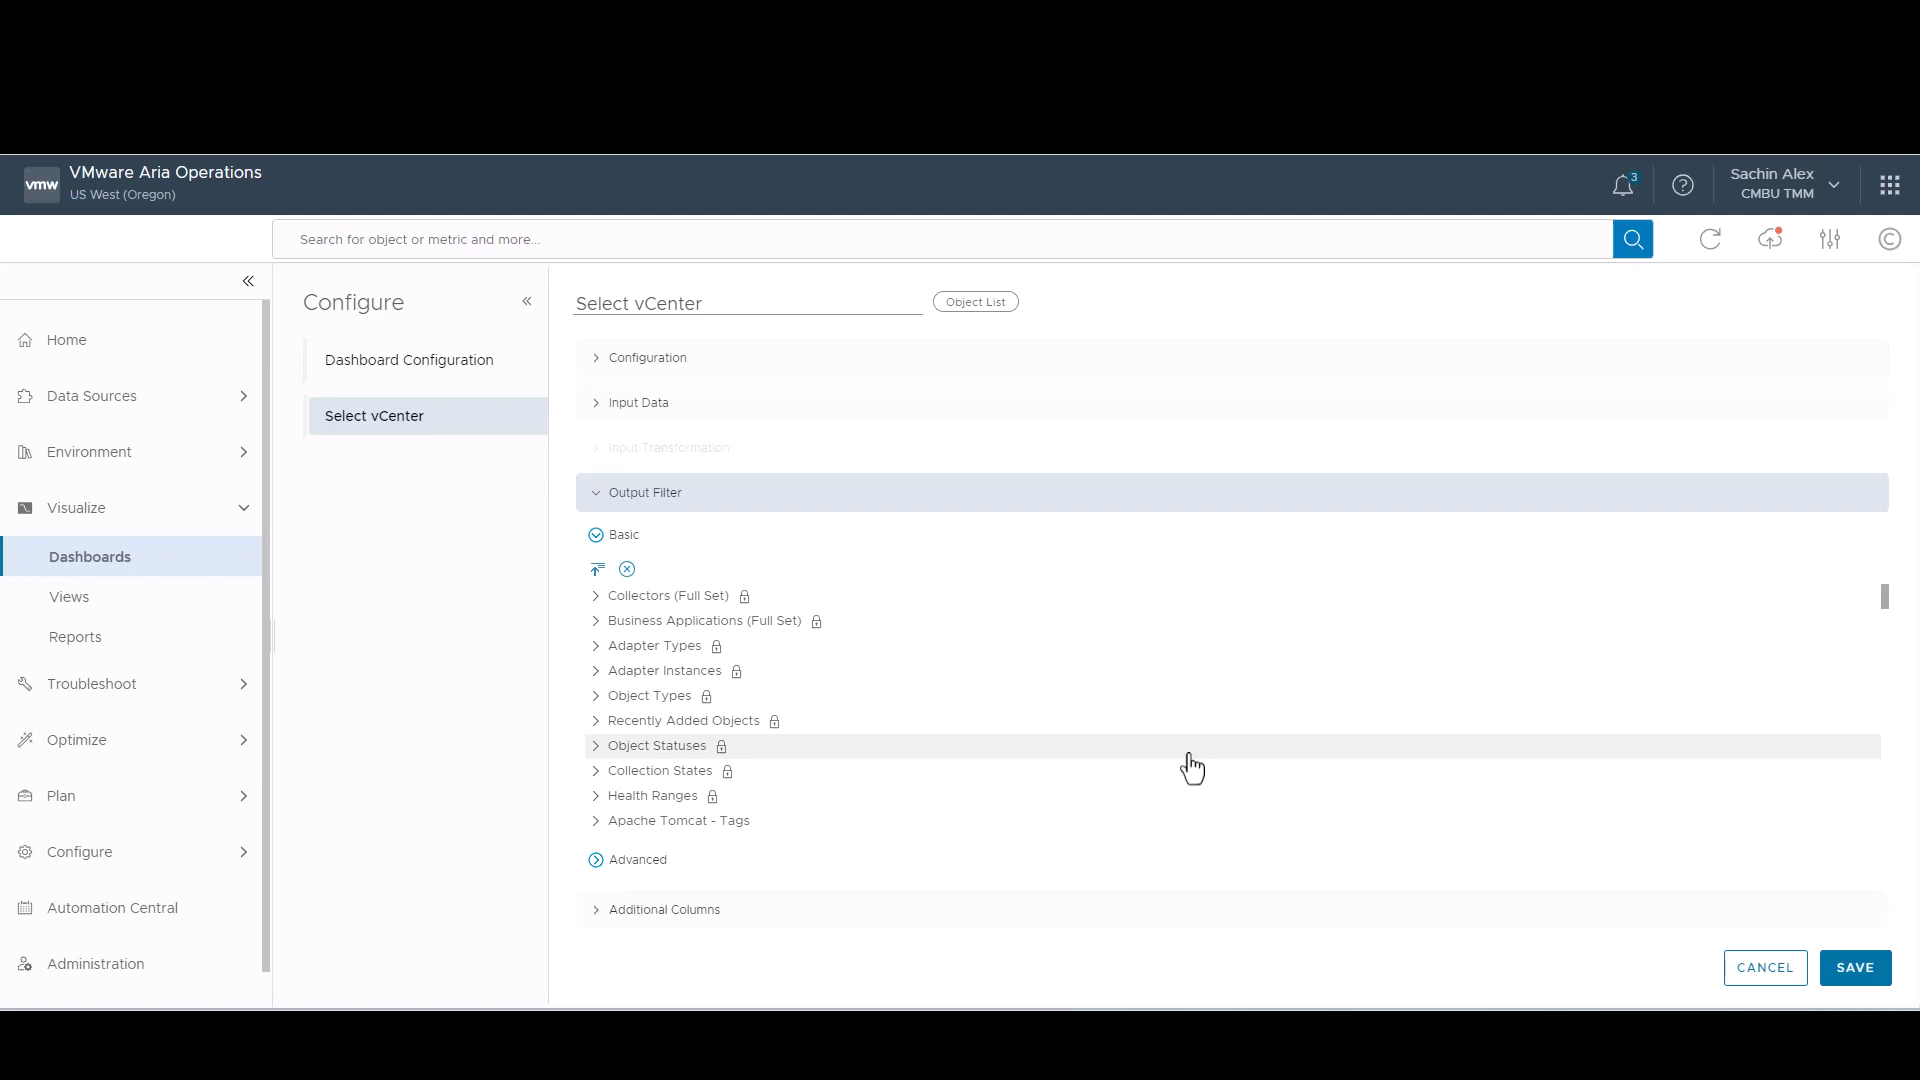 vmw
VMware Aria Operations
US West (Oregon)
3
Sachin Alex
CMBU TMM
Search for object or metric and more...
Home
Data Sources
Environment
Visualize
Dashboards
Views
Reports
Troubleshoot
Optimize
Plan
Configure
Automation Central
Administration
Configure
Dashboard Configuration
Select vCenter
Select vCenter
Object List
Configuration
Input Data
Input Transformation
Output Filter
Basic
Collectors (Full Set)
Business Applications (Full Set)
Adapter Types
Adapter Instances
Object Types
Recently Added Objects
Object Statuses
Collection States
Health Ranges
Apache Tomcat - Tags
Advanced
Additional Columns
CANCEL
SAVE